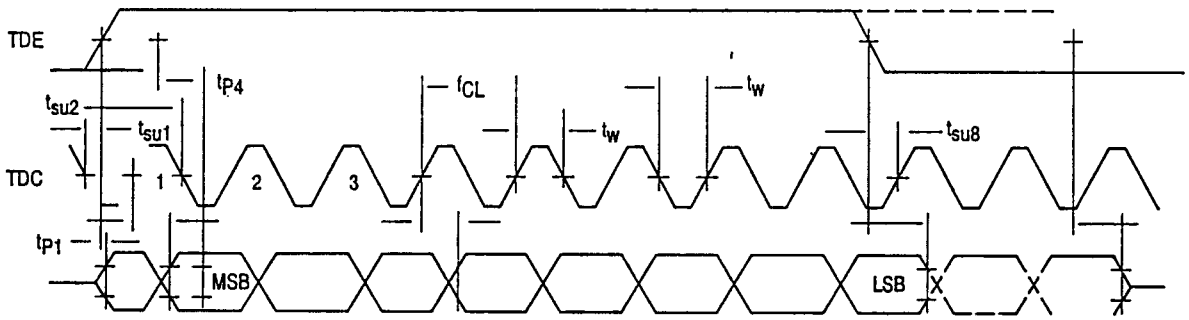 TDE
tP4
tsu2
fCL
tw
tsu1
tw
tsu8
TDC
1
2
3
tP1
MSB
LSB